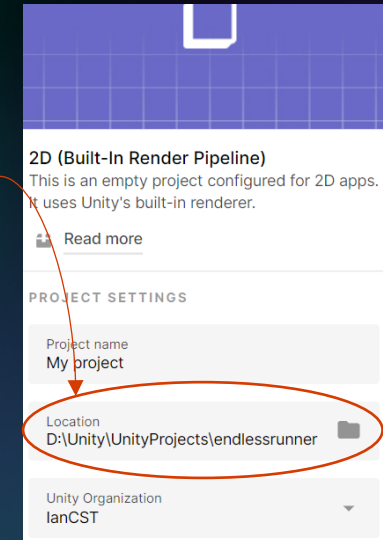 2D (Built-In Render Pipeline)
This is an empty project configured for 2D apps.
It uses Unity's built-in renderer.
Read more
PROJECT SETTINGS
Project name
My project
Location
D:\Unity\UnityProjects\endlessrunner
Unity Organization
IanCST